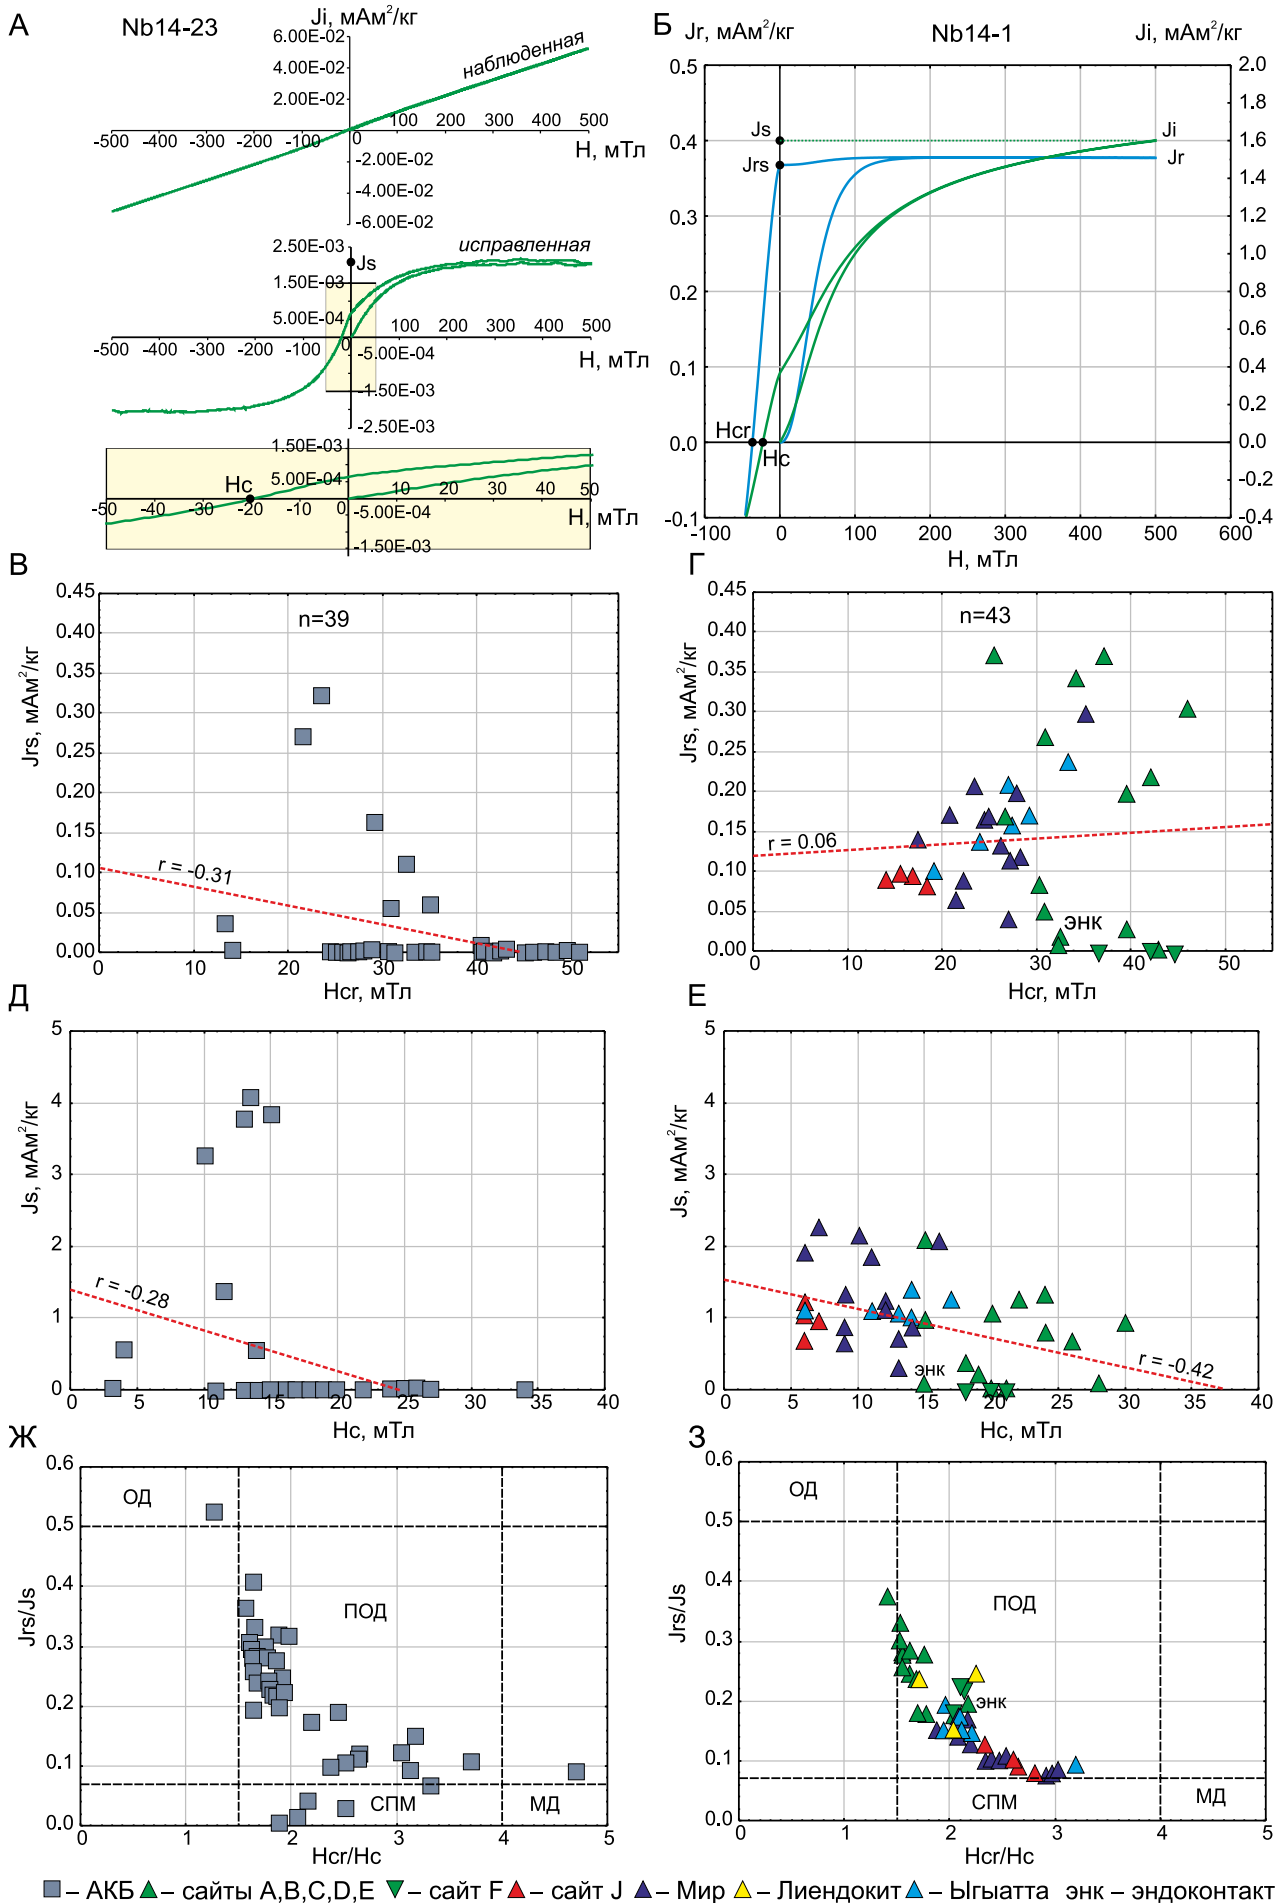 А
Nb14-23
Ji, мАм²/кг
6.00E-02
4.00E-02
2.00E-02
наблюденная
-500 -400 -300 -200 -100 0 100 200 300 400 500
H, мТл
-2.00E-02
-4.00E-02
-6.00E-02
2.50E-03
Js
исправленная
1.50E-03
5.00E-04
-500 -400 -300 -200 -100 0 100 200 300 400 500
H, мТл
-5.00E-04
-1.50E-03
-2.50E-03
1.50E-03
5.00E-04
Hc
-50 -40 -30 -20 -10 0 10 20 30 40 50
H, мТл
-5.00E-04
-1.50E-03
Б
Jr, мАм²/кг
Nb14-1
Ji, мАм²/кг
0.5 0.4 0.3 0.2 0.1 0.0 -0.1
2.0 1.8 1.6 1.4 1.2 1.0 0.8 0.6 0.4 0.2 0.0 -0.2 -0.4
Js
Jrs
Ji
Jr
Hcr
Hc
-100 0 100 200 300 400 500 600
H, мТл
В
n=39
Jrs, мАм²/кг
0.45 0.40 0.35 0.30 0.25 0.20 0.15 0.10 0.05 0.00
r = -0.31
0 10 20 30 40 50
Hcr, мТл
Г
n=43
Jrs, мАм²/кг
0.45 0.40 0.35 0.30 0.25 0.20 0.15 0.10 0.05 0.00
r = 0.06
энк
0 10 20 30 40 50
Hcr, мТл
Д
Js, мАм²/кг
5 4 3 2 1 0
r = -0.28
0 5 10 15 20 25 30 35 40
Hc, мТл
Е
Js, мАм²/кг
5 4 3 2 1 0
энк
r = -0.42
0 5 10 15 20 25 30 35 40
Hc, мТл
Ж
Jrs/Js
0.6 0.5 0.4 0.3 0.2 0.1 0.0
ОД
ПОД
СПМ
МД
0 1 2 3 4 5
Hcr/Hc
З
Jrs/Js
0.6 0.5 0.4 0.3 0.2 0.1 0.0
ОД
ПОД
энк
СПМ
МД
0 1 2 3 4 5
Hcr/Hc
– АКБ – сайты A,B,C,D,E – сайт F – сайт J – Мир – Лиендокит – Ыгыатта энк – эндоконтакт